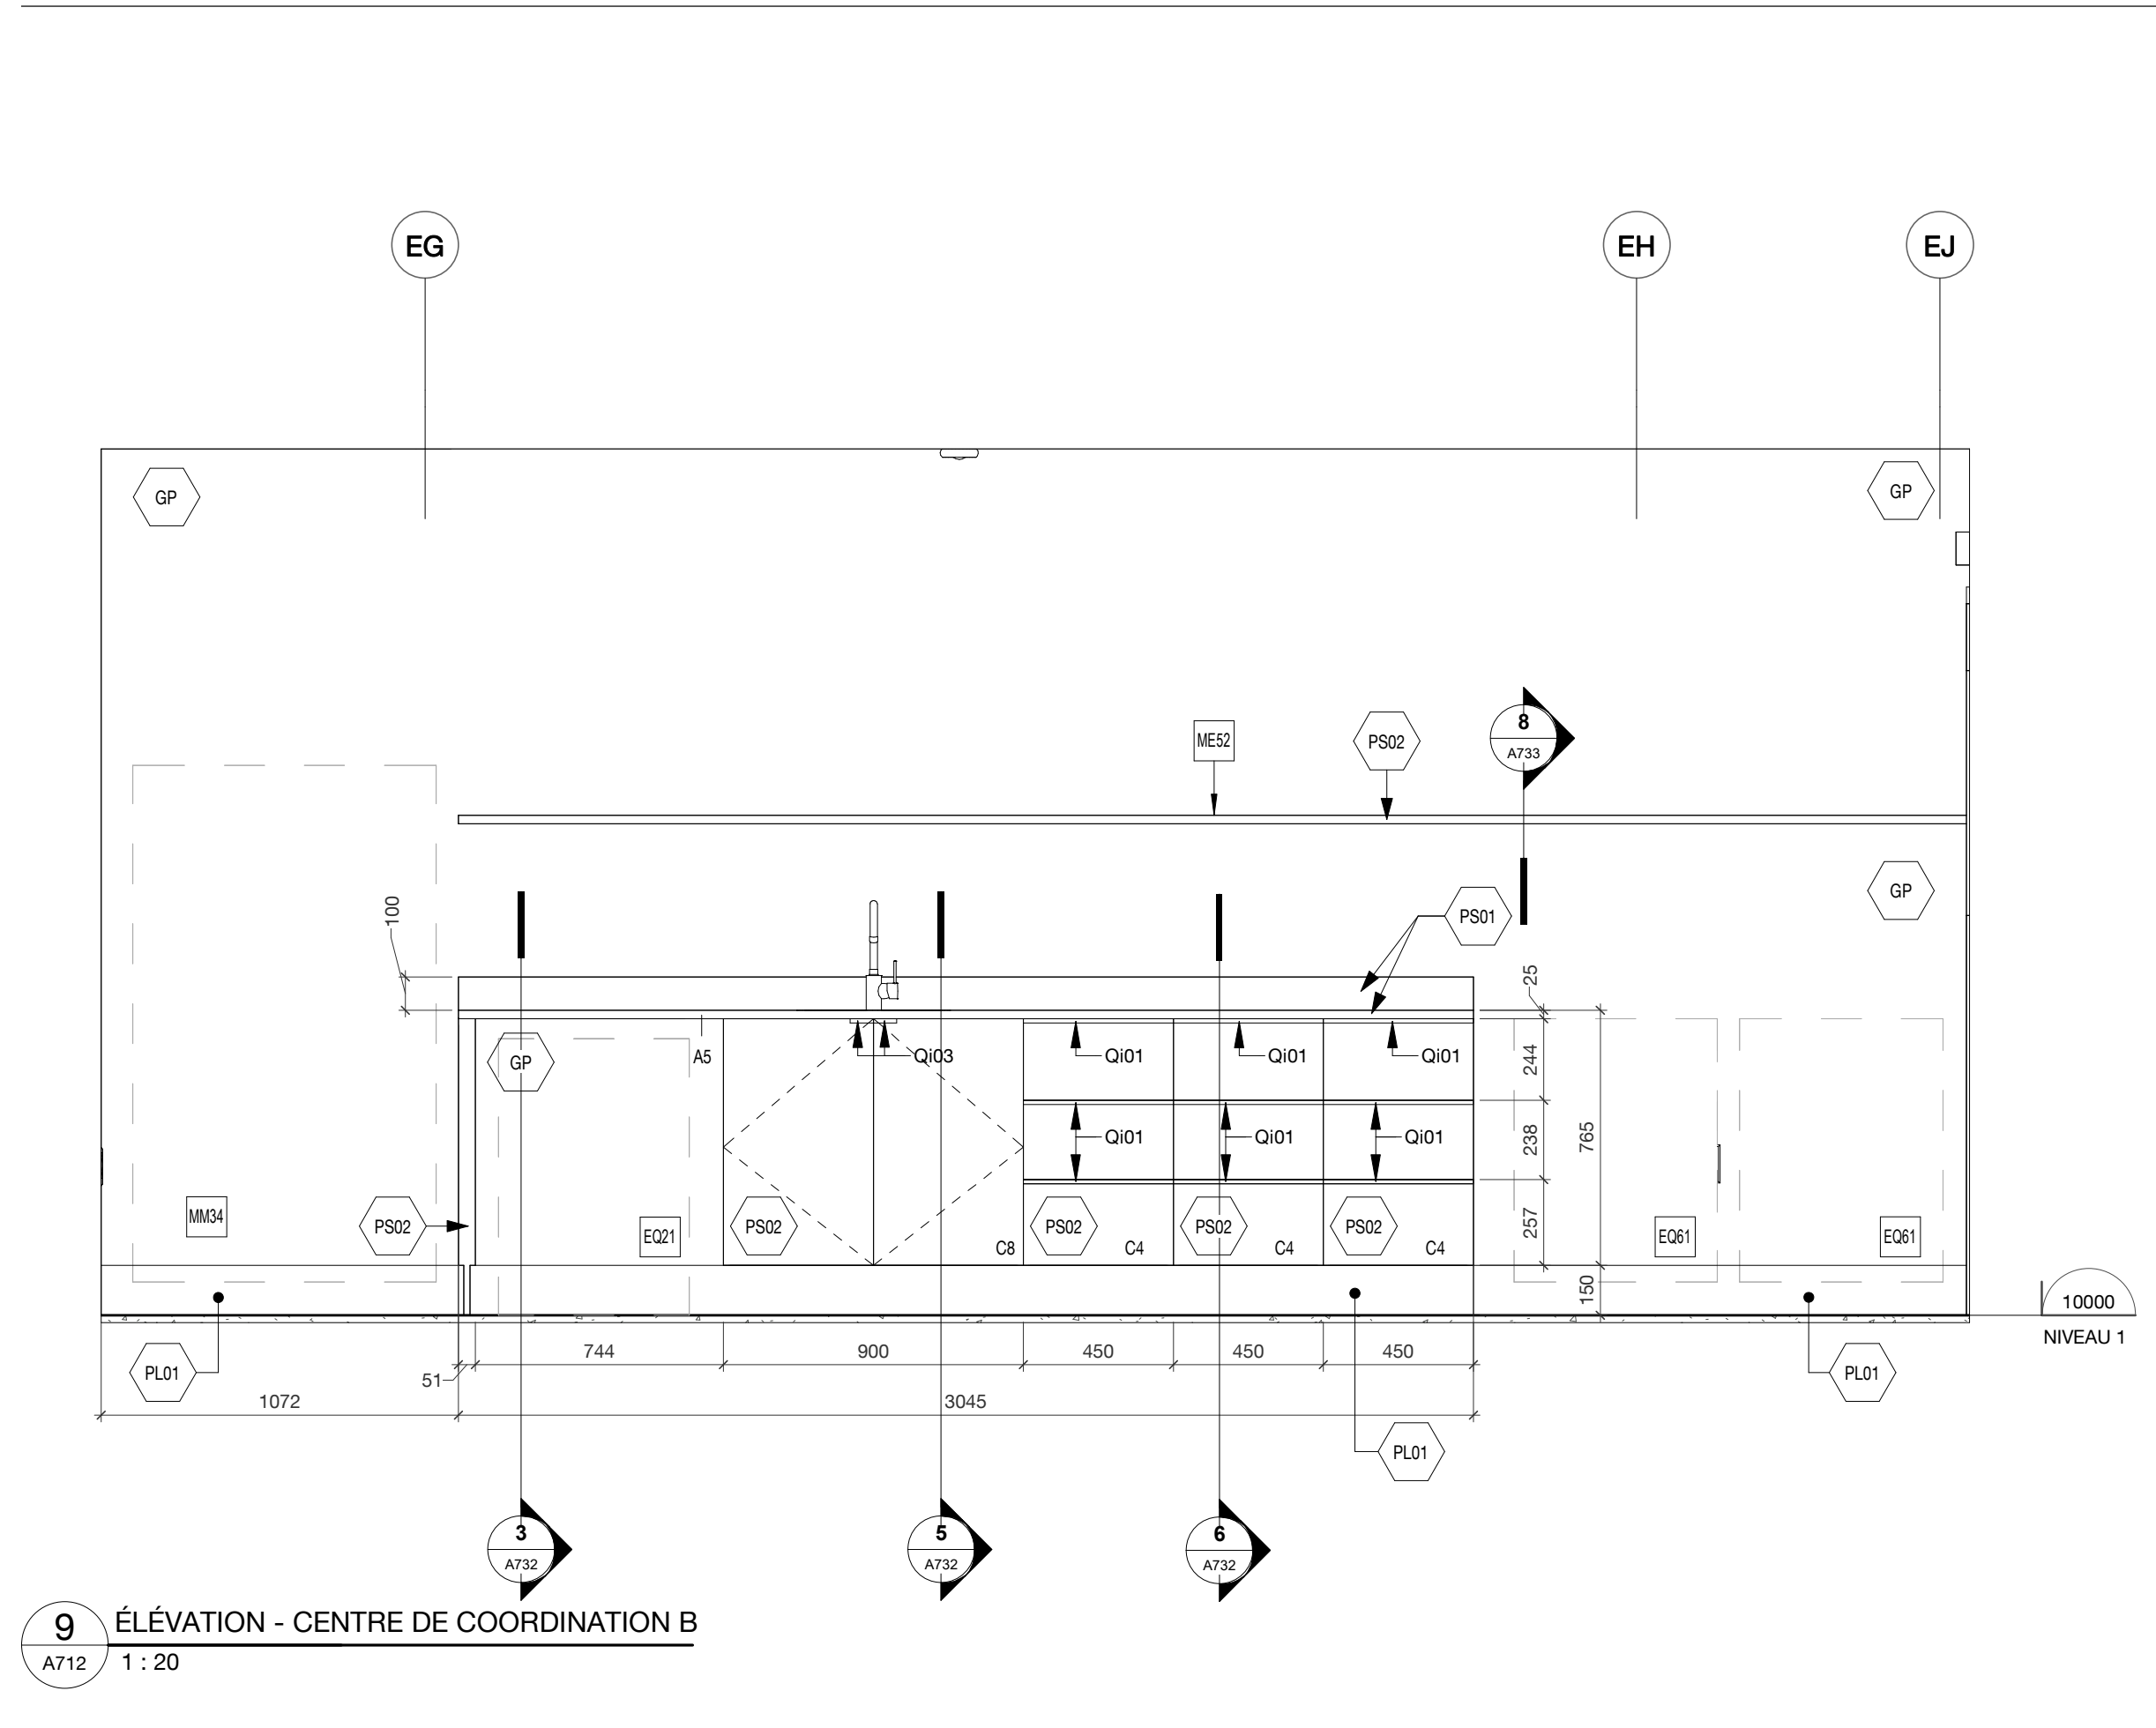 EG
EH
EJ
GP
GP
8
A733
ME52
PS02
GP
100
PS01
25
GP
A5
Qi03
Qi01
Qi01
Qi01
244
Qi01
Qi01
Qi01
238
765
MM34
PS02
EQ21
PS02
C8
PS02
C4
PS02
C4
PS02
C4
257
EQ61
EQ61
150
10000
NIVEAU 1
744
900
450
450
450
51
PL01
PL01
1072
3045
PL01
3
A732
5
A732
6
A732
9
A712
ÉLÉVATION - CENTRE DE COORDINATION B
1 : 20